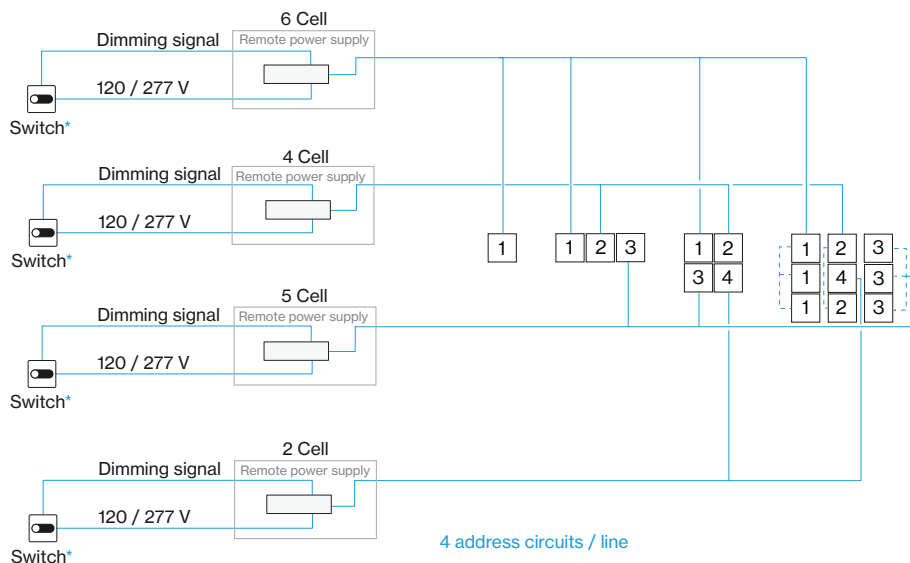 6 Cell
Dimming signal
Remote power supply
120 / 277 V
Switch*
4 Cell
Dimming signal
Remote power supply
120 / 277 V
Switch*
1
1 2 3
1 2
3 4
1 2 3
1 4 3
1 2 3
5 Cell
Dimming signal
Remote power supply
120 / 277 V
Switch*
2 Cell
Dimming signal
Remote power supply
120 / 277 V
Switch*
4 address circuits / line